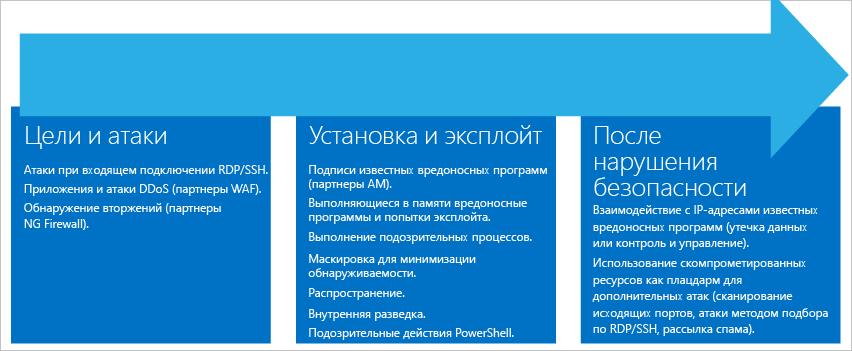 Цели и атаки
Атаки при входящем подключении RDP/SSH.
Приложения и атаки DDoS (партнеры WAF).
Обнаружение вторжений (партнеры
NG Firewall).
Установка и эксплойт
Подписи известных вредоносных программ
(партнеры AM).
Выполняющиеся в памяти вредоносные
программы и попытки эксплойта.
Выполнение подозрительных процессов.
Маскировка для минимизации
обнаруживаемости.
Распространение.
Внутренняя разведка.
Подозрительные действия PowerShell.
После
нарушения
безопасности
Взаимодействие с IP-адресами известных
вредоносных программ (утечка данных
или контроль и управление).
Использование скомпрометированных
ресурсов как плацдарм для
дополнительных атак (сканирование
исходящих портов, атаки методом подбора
по RDP/SSH, рассылка спама).